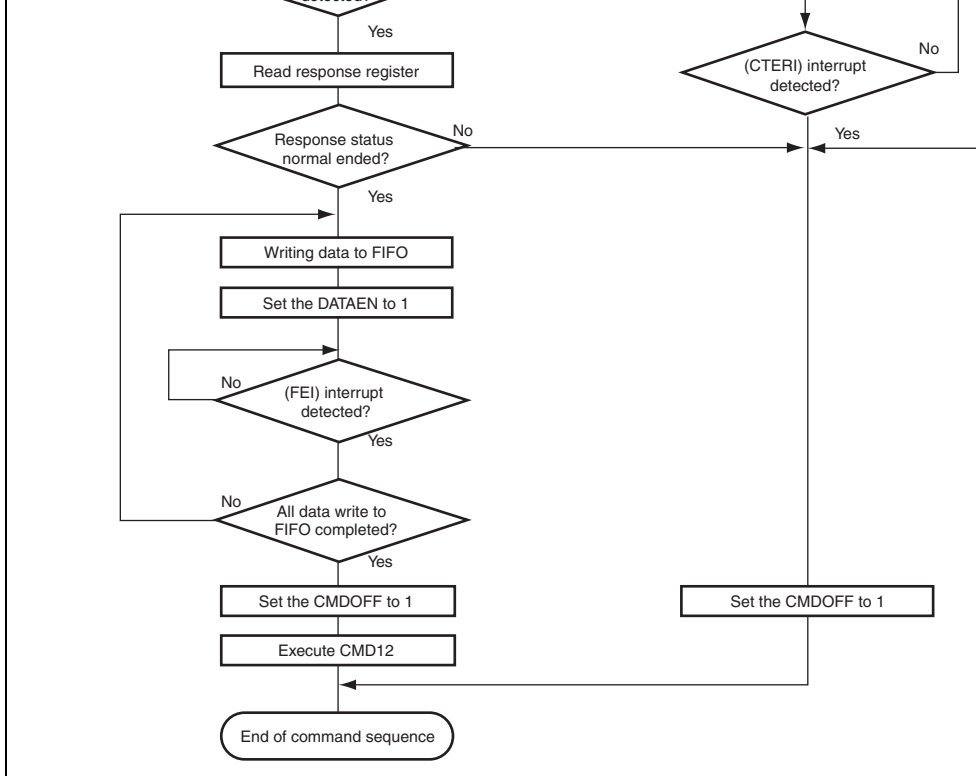 detected?
Yes
Read response register
(CTERI) interrupt
detected?
No
Response status
normal ended?
No
Yes
Yes
Writing data to FIFO
Set the DATAEN to 1
No
(FEI) interrupt
detected?
Yes
No
All data write to
FIFO completed?
Yes
Set the CMDOFF to 1
Set the CMDOFF to 1
Execute CMD12
End of command sequence